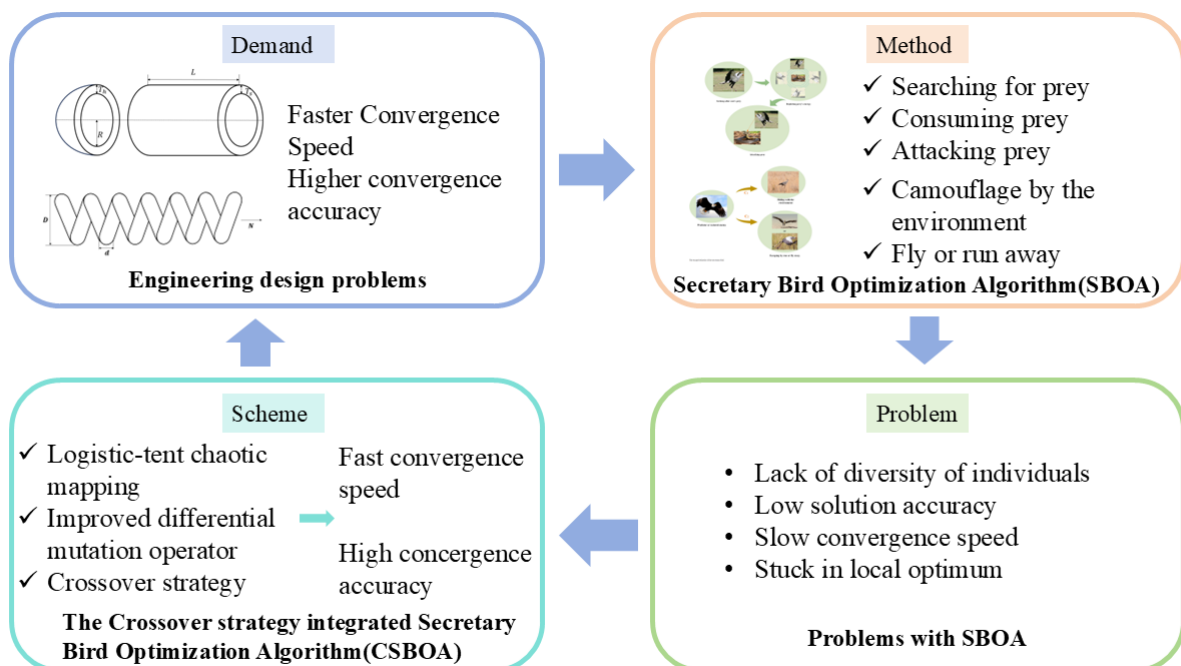 Demand
L
T_h
T_s
R
Faster Convergence
Speed
Higher convergence
accuracy
D
d
N
Engineering design problems
Method
✓ Searching for prey
✓ Consuming prey
✓ Attacking prey
✓ Camouflage by the
environment
✓ Fly or run away
Secretary Bird Optimization Algorithm(SBOA)
Scheme
✓ Logistic-tent chaotic
mapping
✓ Improved differential
mutation operator
✓ Crossover strategy
Fast convergence
speed
High concergence
accuracy
The Crossover strategy integrated Secretary
Bird Optimization Algorithm(CSBOA)
Problem
• Lack of diversity of individuals
• Low solution accuracy
• Slow convergence speed
• Stuck in local optimum
Problems with SBOA